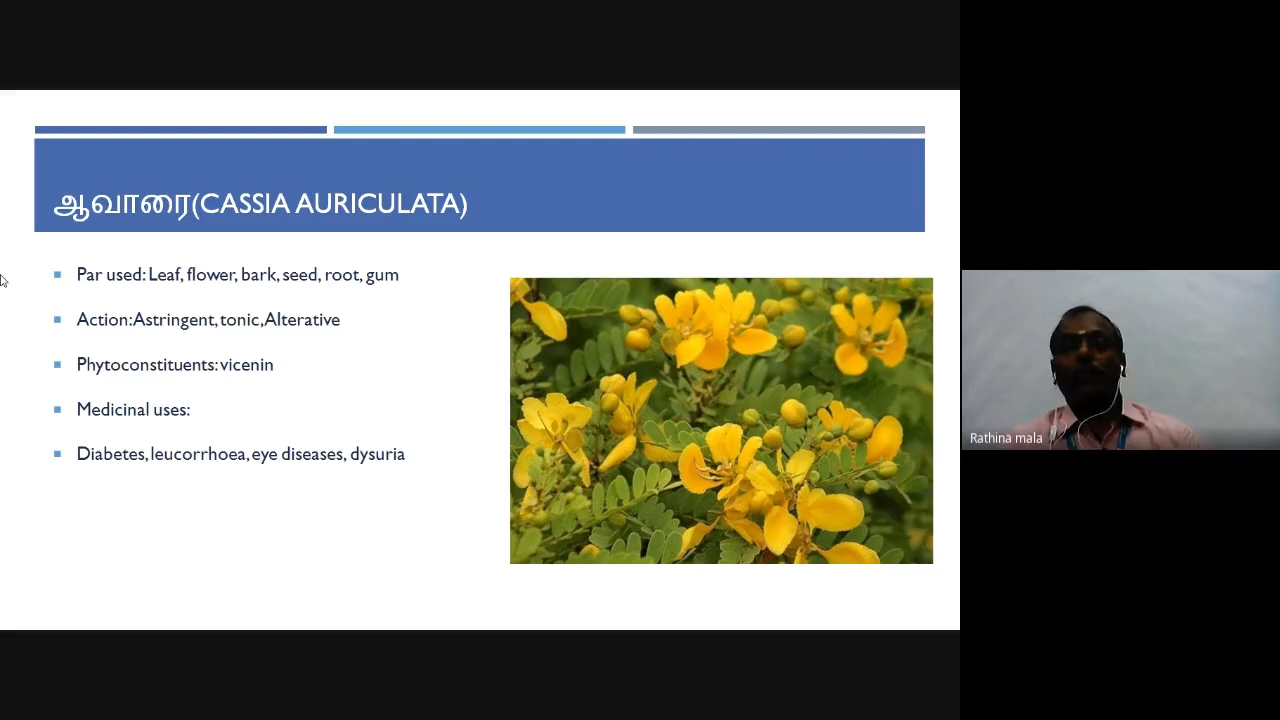 ஆவாரை(CASSIA AURICULATA)
Par used: Leaf, flower, bark, seed, root, gum
Action:Astringent, tonic,Alterative
Phytoconstituents: vicenin
Medicinal uses:
Diabetes, leucorrhoea, eye diseases, dysuria
Rathina mala